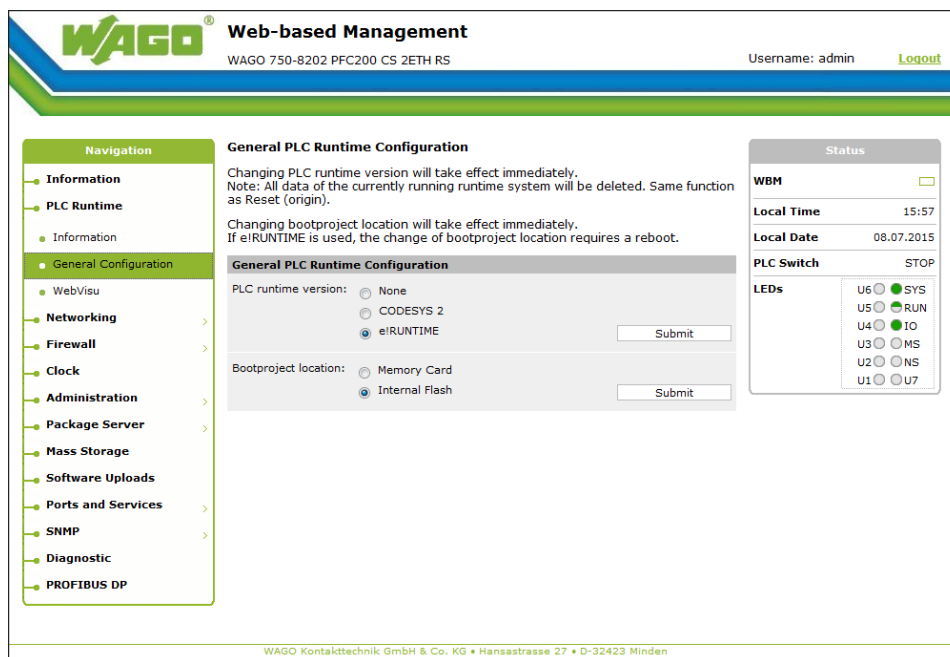 WAGO®
Web-based Management
WAGO 750-8202 PFC200 CS 2ETH RS
Username: admin
Logout
Navigation
Information
PLC Runtime
Information
General Configuration
WebVisu
Networking
Firewall
Clock
Administration
Package Server
Mass Storage
Software Uploads
Ports and Services
SNMP
Diagnostic
PROFIBUS DP
General PLC Runtime Configuration
Changing PLC runtime version will take effect immediately.
Note: All data of the currently running runtime system will be deleted. Same function
as Reset (origin).
Changing bootproject location will take effect immediately.
If e!RUNTIME is used, the change of bootproject location requires a reboot.
General PLC Runtime Configuration
PLC runtime version:
None
CODESYS 2
e!RUNTIME
Submit
Bootproject location:
Memory Card
Internal Flash
Submit
Status
WBM
Local Time 15:57
Local Date 08.07.2015
PLC Switch STOP
LEDs
U6 SYS
U5 RUN
U4 IO
U3 MS
U2 NS
U1 U7
WAGO Kontakttechnik GmbH & Co. KG • Hansastrasse 27 • D-32423 Minden